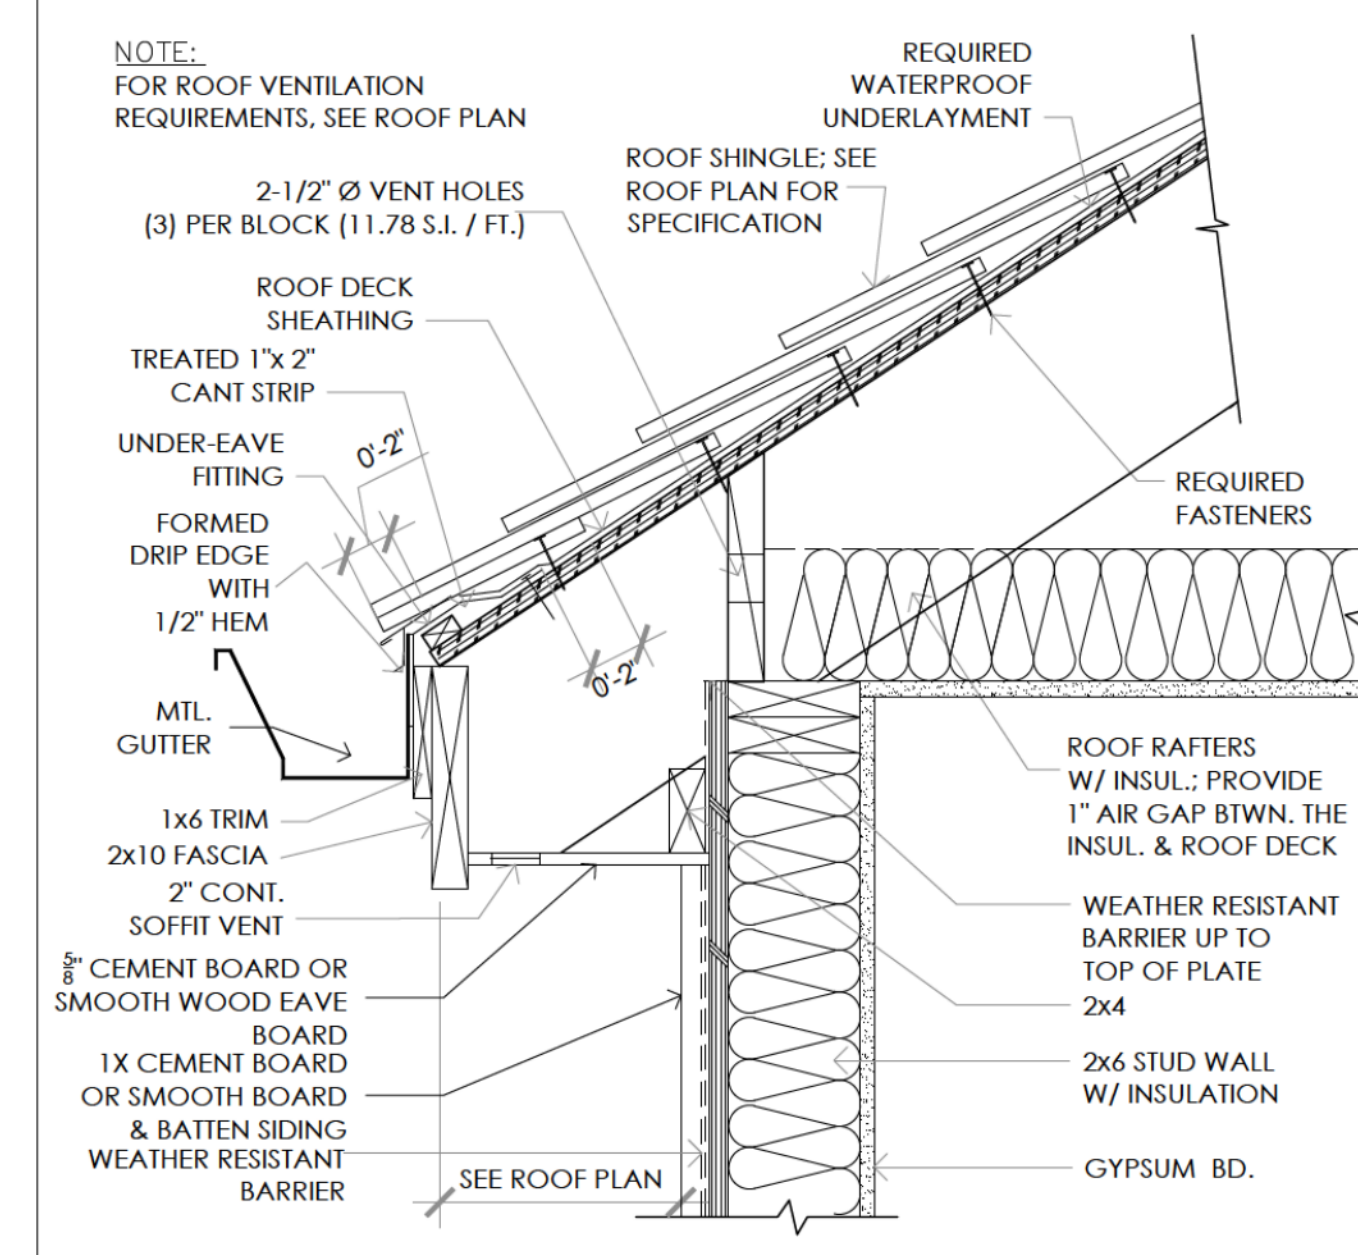 NOTE:
FOR ROOF VENTILATION
REQUIREMENTS, SEE ROOF PLAN
2-1/2" Ø VENT HOLES
(3) PER BLOCK (11.78 S.I. / FT.)
ROOF DECK
SHEATHING
TREATED 1"x 2"
CANT STRIP
UNDER-EAVE
FITTING
0'-2"
FORMED
DRIP EDGE
WITH
1/2" HEM
MTL.
GUTTER
1x6 TRIM
2x10 FASCIA
2" CONT.
SOFFIT VENT
5/8" CEMENT BOARD OR
SMOOTH WOOD EAVE
BOARD
1X CEMENT BOARD
OR SMOOTH BOARD
& BATTEN SIDING
WEATHER RESISTANT
BARRIER
SEE ROOF PLAN
0'-2"
REQUIRED
WATERPROOF
UNDERLAYMENT
ROOF SHINGLE; SEE
ROOF PLAN FOR
SPECIFICATION
REQUIRED
FASTENERS
ROOF RAFTERS
W/ INSUL.; PROVIDE
1" AIR GAP BTWN. THE
INSUL. & ROOF DECK
WEATHER RESISTANT
BARRIER UP TO
TOP OF PLATE
2x4
2x6 STUD WALL
W/ INSULATION
GYPSUM BD.